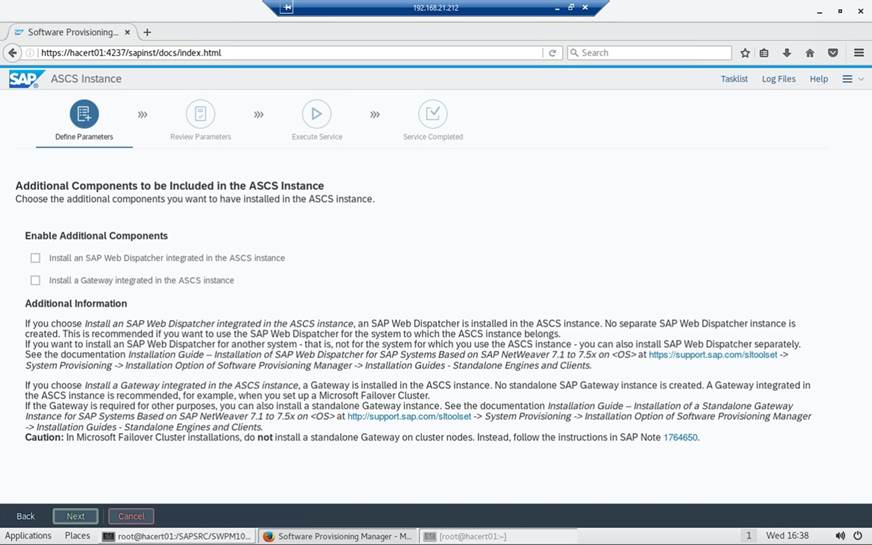 192.168.21.212
Software Provisioning...
https://hacert01:4237/sapinst/docs/index.html
Search
SAP ASCS Instance
Tasklist Log Files Help
Define Parameters
Review Parameters
Execute Service
Service Completed
Additional Components to be Included in the ASCS Instance
Choose the additional components you want to have installed in the ASCS instance.
Enable Additional Components
Install an SAP Web Dispatcher integrated in the ASCS instance
Install a Gateway integrated in the ASCS instance
Additional Information
If you choose Install an SAP Web Dispatcher integrated in the ASCS instance, an SAP Web Dispatcher is installed in the ASCS instance. No separate SAP Web Dispatcher instance is
created. This is recommended if you want to use the SAP Web Dispatcher for the system to which the ASCS instance belongs.
If you want to install an SAP Web Dispatcher for another system - that is, not for the system for which you use the ASCS instance - you can also install SAP Web Dispatcher separately.
See the documentation Installation Guide – Installation of SAP Web Dispatcher for SAP Systems Based on SAP NetWeaver 7.1 to 7.5x on <OS> at https://support.sap.com/sltoolset ->
System Provisioning -> Installation Option of Software Provisioning Manager -> Installation Guides - Standalone Engines and Clients.
If you choose Install a Gateway integrated in the ASCS instance, a Gateway is installed in the ASCS instance. No standalone SAP Gateway instance is created. A Gateway integrated in
the ASCS instance is recommended, for example, when you set up a Microsoft Failover Cluster.
If the Gateway is required for other purposes, you can also install a standalone Gateway instance. See the documentation Installation Guide – Installation of a Standalone Gateway
Instance for SAP Systems Based on SAP NetWeaver 7.1 to 7.5x on <OS> at http://support.sap.com/sltoolset -> System Provisioning -> Installation Option of Software Provisioning Manager
-> Installation Guides - Standalone Engines and Clients.
Caution: In Microsoft Failover Cluster installations, do not install a standalone Gateway on cluster nodes. Instead, follow the instructions in SAP Note 1764650.
Back Next Cancel
Applications Places root@hacert01:/SAPSRC/SWPM10... Software Provisioning Manager - M... [root@hacert01:~] 1 Wed 16:38